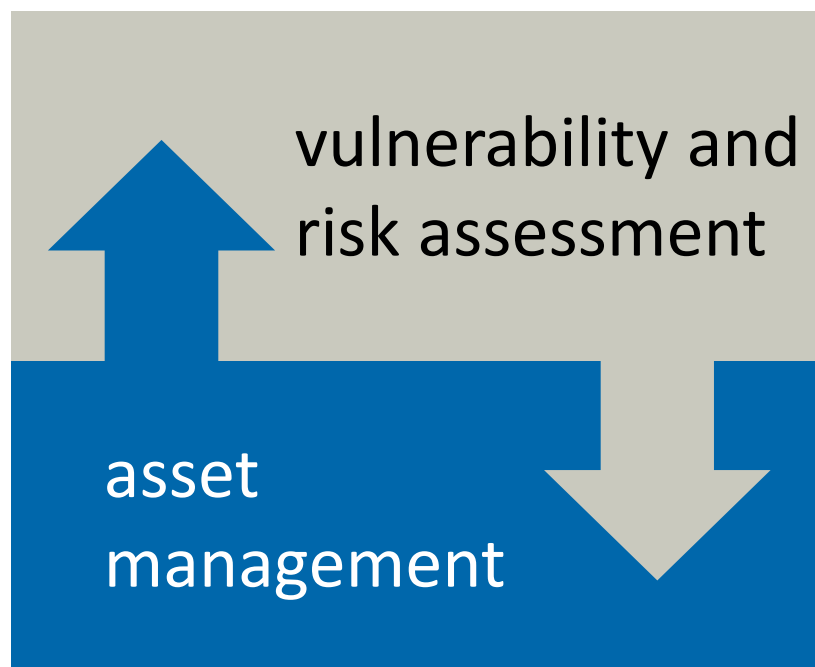 vulnerability and
risk assessment
asset
management